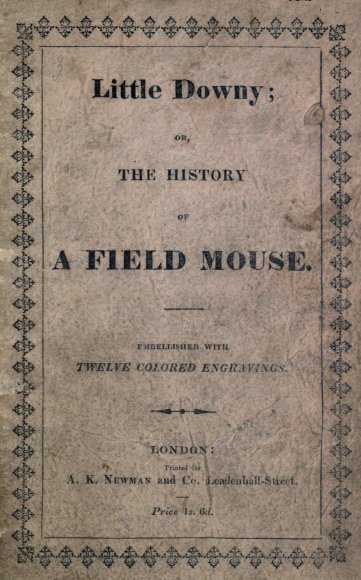 Little Downy;
OR,
THE HISTORY
OF
A FIELD MOUSE.
EMBELLISHED WITH
TWELVE COLORED ENGRAVINGS.
LONDON:
Printed for
A. K. NEWMAN and Co. Leadenhall-Street.
Price 1s. 6d.